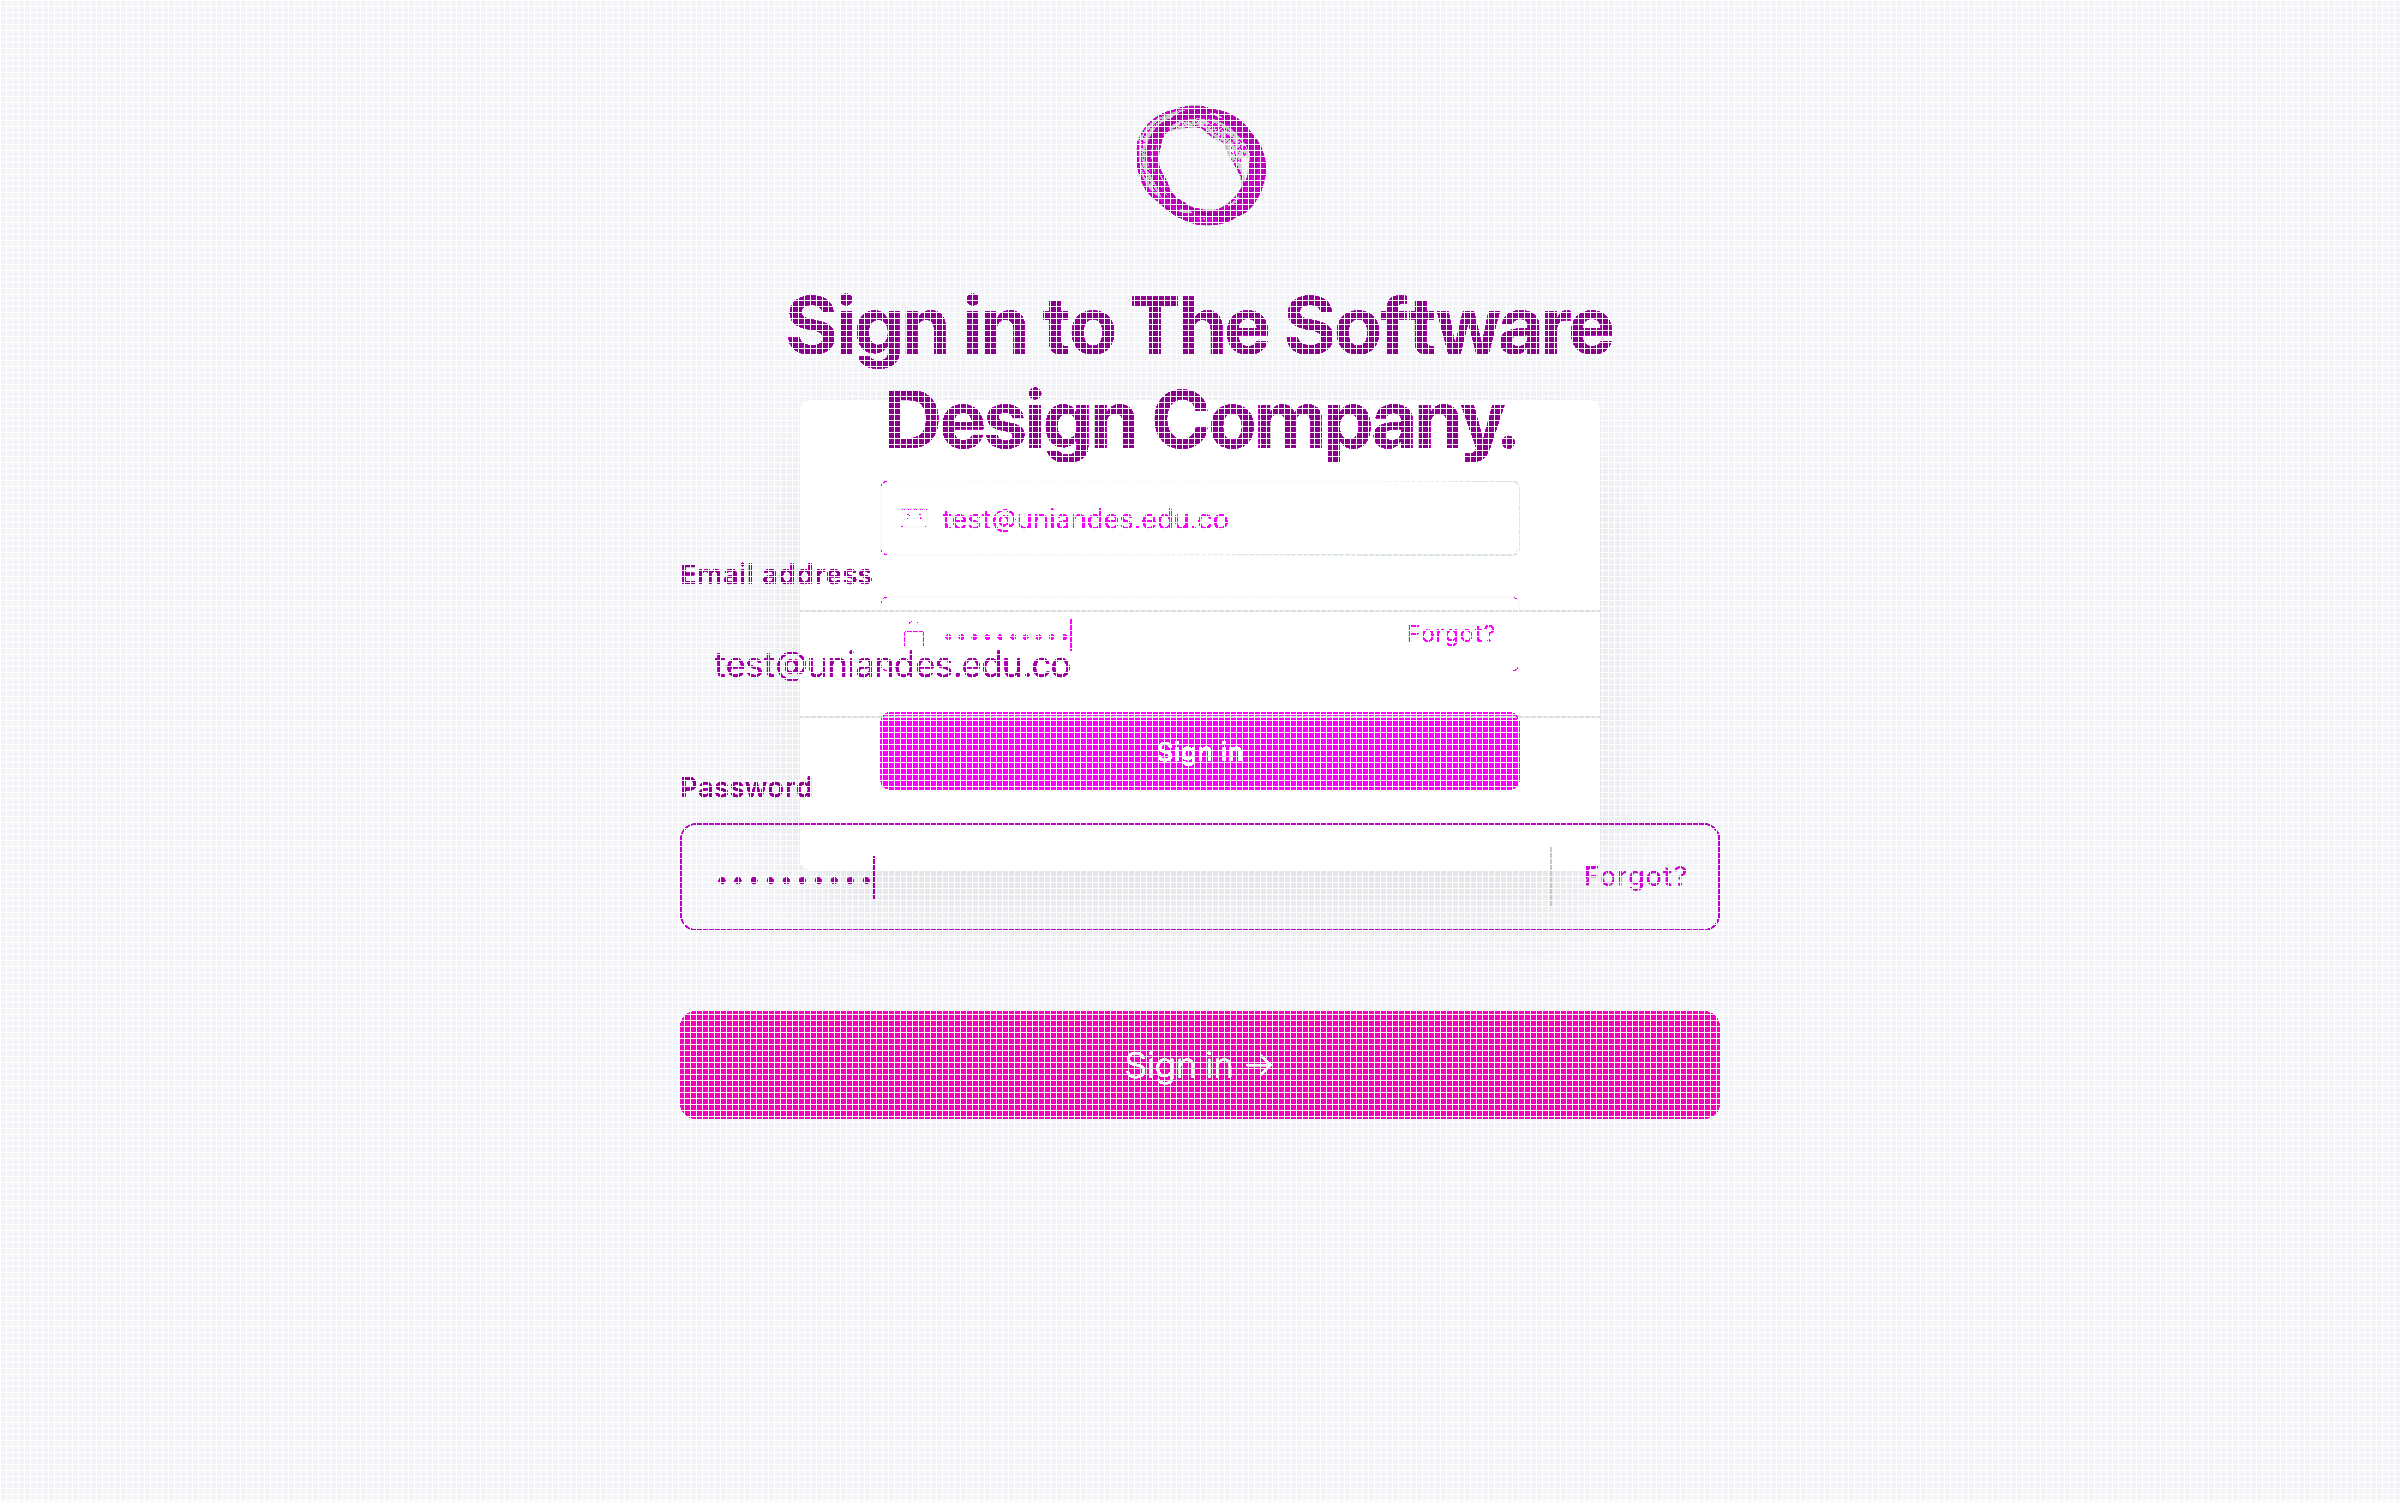 Sign in to The Software
Design Company.
test@uniandes.edu.co
Email address
•••••••••• Forgot?
test@uniandes.edu.co
Sign in
Password
•••••••••• Forgot?
Sign in →